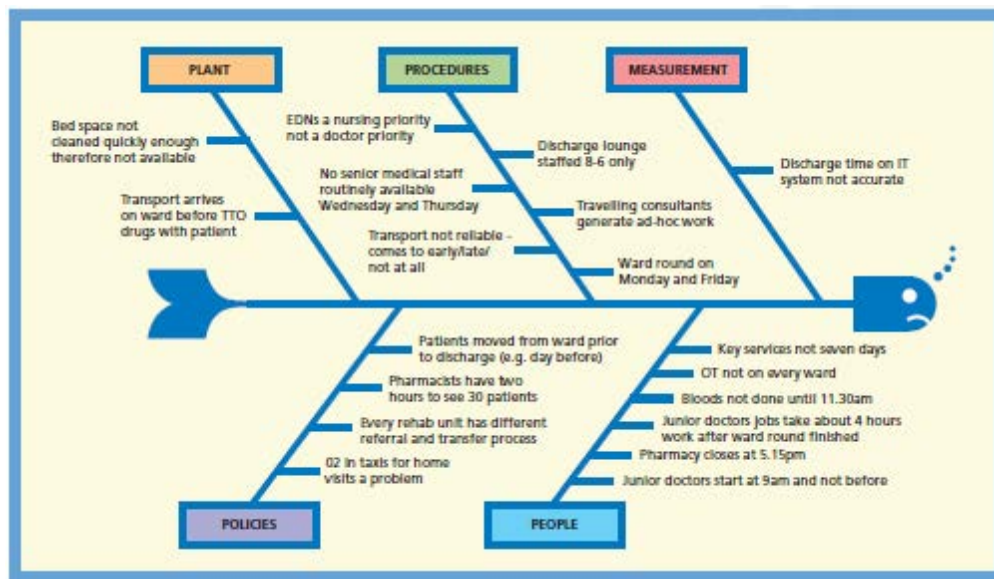 PLANT
PROCEDURES
MEASUREMENT
Bed space not
cleaned quickly enough
therefore not available
Transport arrives
on ward before TTO
drugs with patient
EDNs a nursing priority
not a doctor priority
No senior medical staff
routinely available
Wednesday and Thursday
Transport not reliable -
comes to early/late/
not at all
Discharge lounge
staffed 8-6 only
Travelling consultants
generate ad-hoc work
Ward round on
Monday and Friday
Discharge time on IT
system not accurate
Patients moved from ward prior
to discharge (e.g. day before)
Pharmacists have two
hours to see 30 patients
Every rehab unit has different
referral and transfer process
02 in taxis for home
visits a problem
Key services not seven days
OT not on every ward
Bloods not done until 11.30am
Junior doctors jobs take about 4 hours
work after ward round finished
Pharmacy closes at 5.15pm
Junior doctors start at 9am and not before
POLICIES
PEOPLE